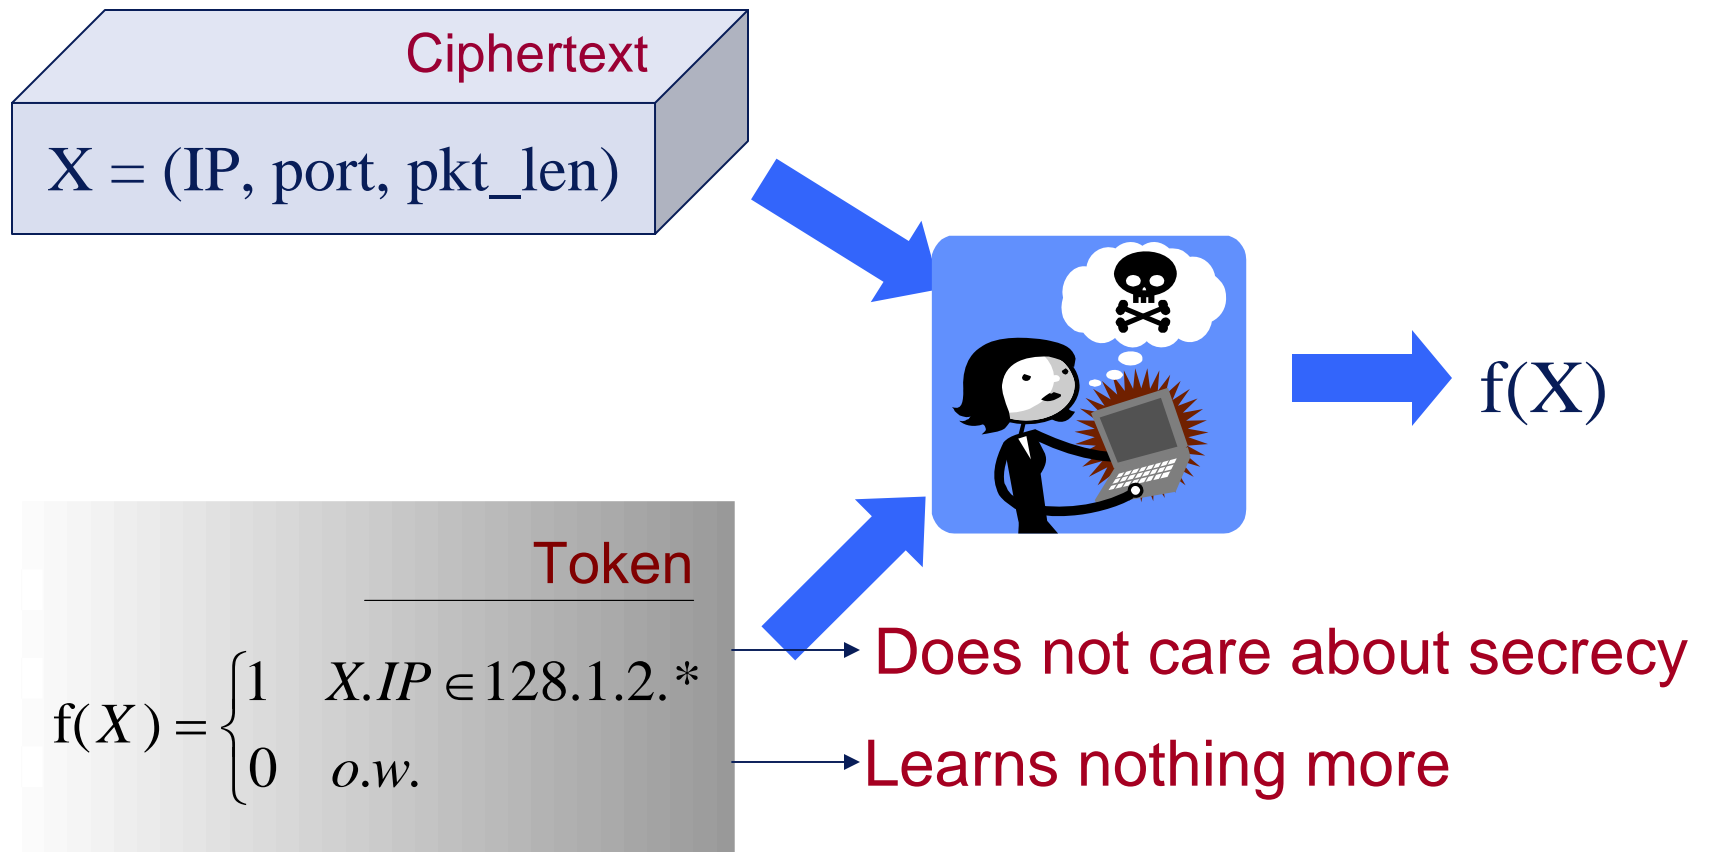 Ciphertext
X = (IP, port, pkt_len)
f(X)
Token
f(X) = {1 X.IP ∈ 128.1.2.*
0 o.w.
Does not care about secrecy
Learns nothing more